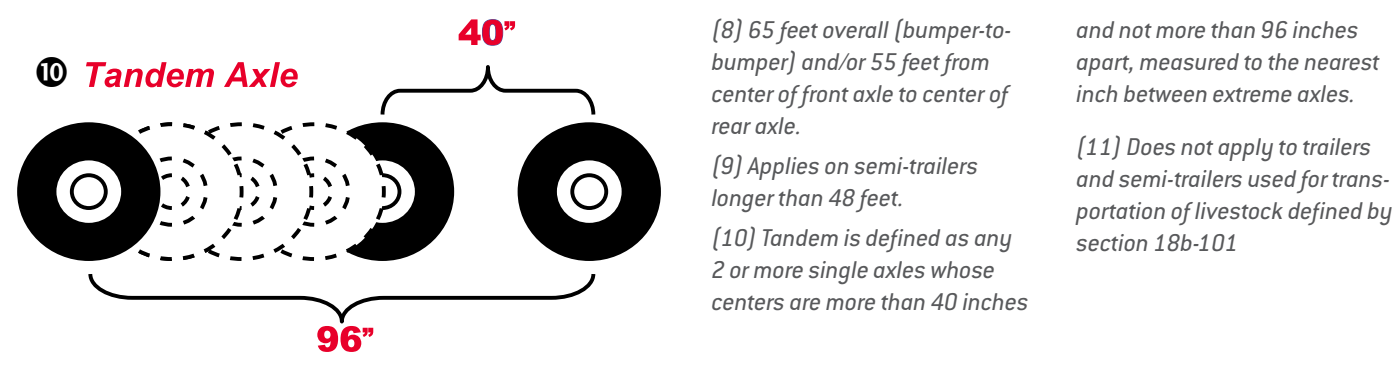 40”
❿ Tandem Axle
96”
(8) 65 feet overall (bumper-to-
bumper) and/or 55 feet from
center of front axle to center of
rear axle.
(9) Applies on semi-trailers
longer than 48 feet.
(10) Tandem is defined as any
2 or more single axles whose
centers are more than 40 inches
and not more than 96 inches
apart, measured to the nearest
inch between extreme axles.
(11) Does not apply to trailers
and semi-trailers used for trans-
portation of livestock defined by
section 18b-101